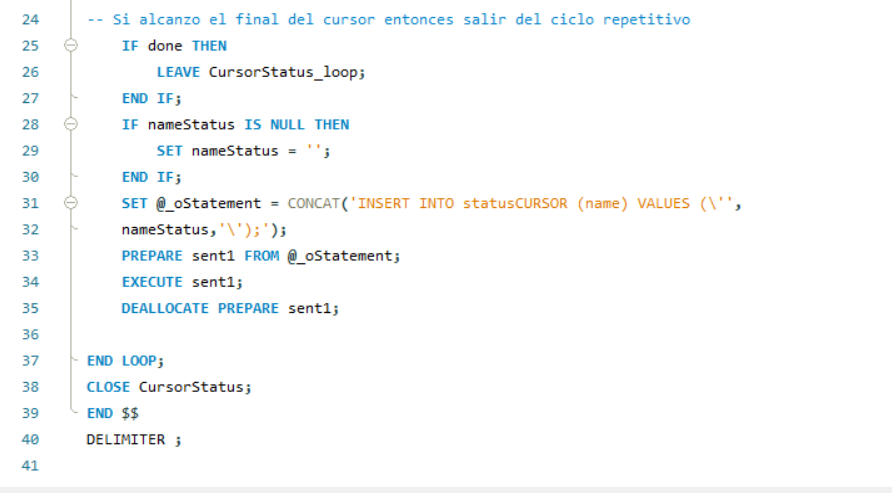 24 -- Si alcanzo el final del cursor entonces salir del ciclo repetitivo
25 IF done THEN
26 LEAVE CursorStatus_loop;
27 END IF;
28 IF nameStatus IS NULL THEN
29 SET nameStatus = '';
30 END IF;
31 SET @_oStatement = CONCAT('INSERT INTO statusCURSOR (name) VALUES (\'',
32 nameStatus,'\');');
33 PREPARE sent1 FROM @_oStatement;
34 EXECUTE sent1;
35 DEALLOCATE PREPARE sent1;
36
37 END LOOP;
38 CLOSE CursorStatus;
39 END $$
40 DELIMITER ;
41